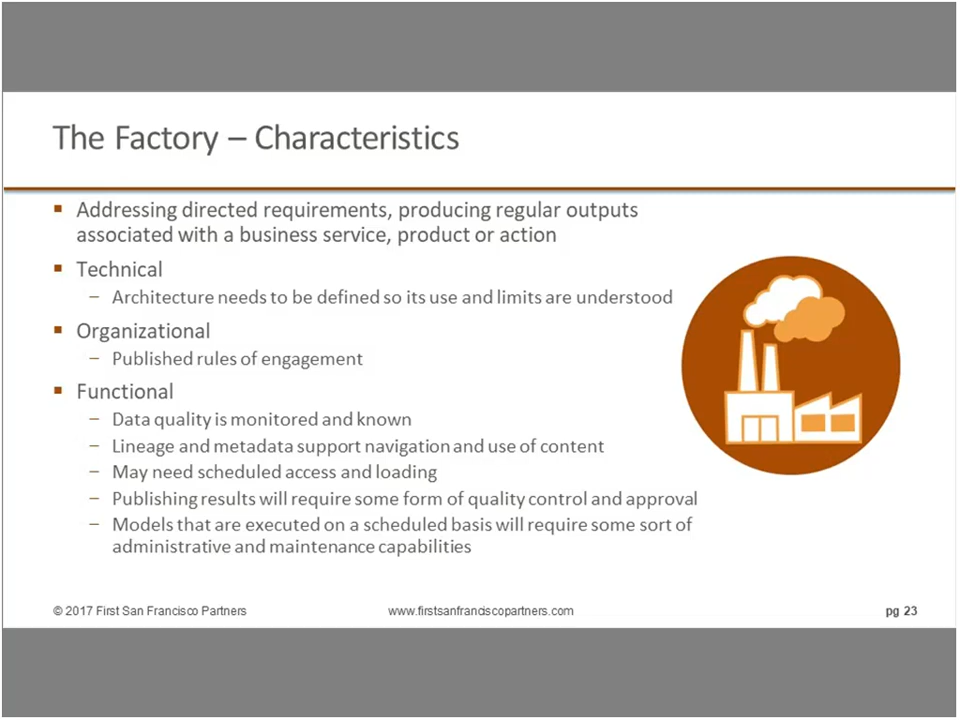 The Factory – Characteristics
▪ Addressing directed requirements, producing regular outputs
associated with a business service, product or action
▪ Technical
– Architecture needs to be defined so its use and limits are understood
▪ Organizational
– Published rules of engagement
▪ Functional
– Data quality is monitored and known
– Lineage and metadata support navigation and use of content
– May need scheduled access and loading
– Publishing results will require some form of quality control and approval
– Models that are executed on a scheduled basis will require some sort of
administrative and maintenance capabilities
© 2017 First San Francisco Partners www.firstsanfranciscopartners.com pg 23